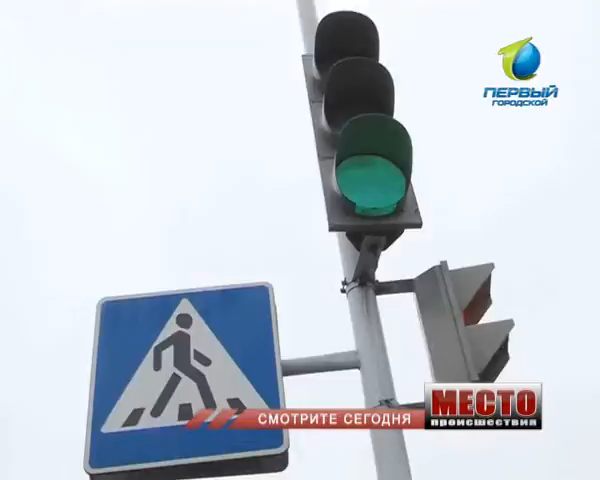 ПЕРВЫЙ
ГОРОДСКОЙ
СМОТРИТЕ СЕГОДНЯ
МЕСТО
происшествия